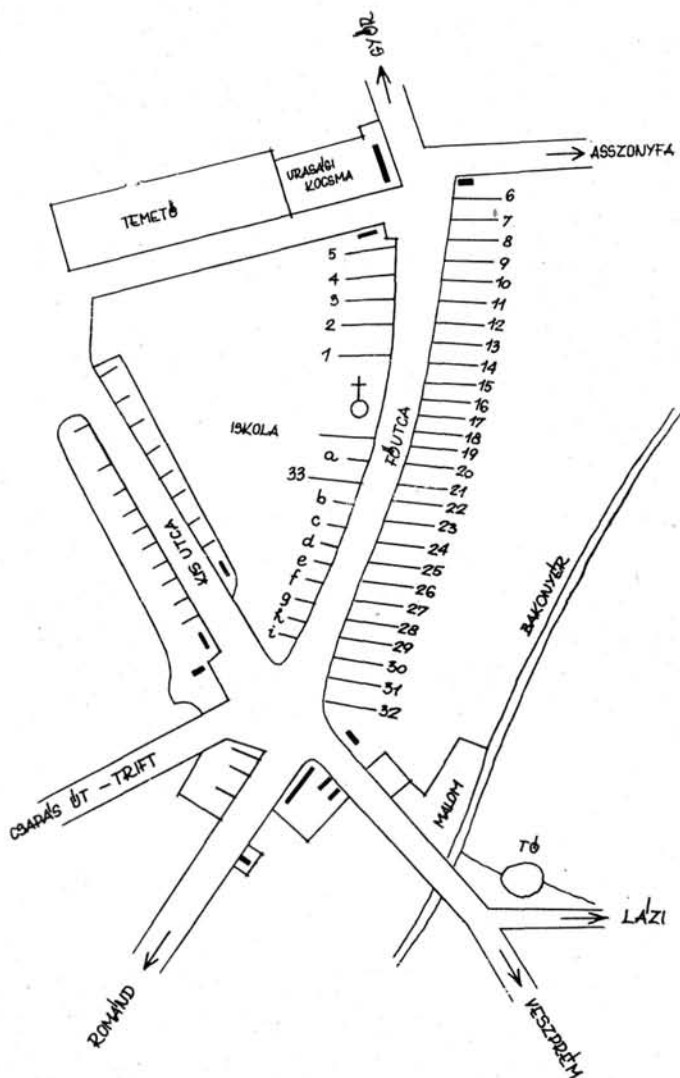 GYŐR
ASSZONYFA
URASÁGI
KOCSMA
TEMETŐ
5
4
3
2
1
6
7
8
9
10
11
12
13
14
15
16
17
18
19
20
21
22
23
24
25
26
27
28
29
30
31
32
ISKOLA
a
33
b
c
d
e
f
g
h
i
FŐUTCA
KIS UTCA
BAKONYÉR
CSAPÁS ÚT - TRIFT
MALOM
TÓ
LÁZI
ROMÁND
VESZPRÉM